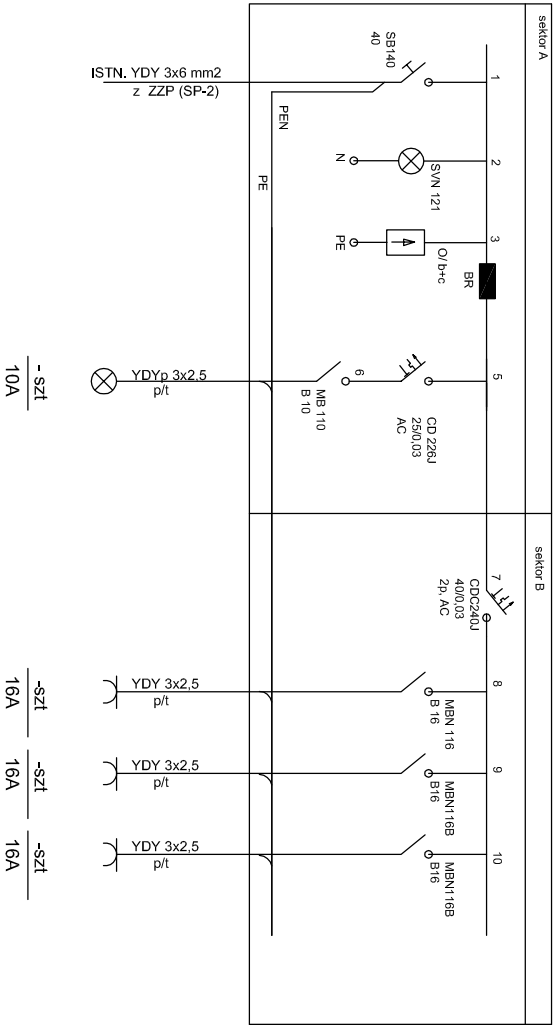 sektor A
sektor B
1
2
3
5
6
7
8
9
10
SB140
40
ISTN. YDY 3x6 mm2
z ZZP (SP-2)
PEN
PE
SVN 121
N
O/ b+c
PE
BR
CD 226J
25/0,03
AC
MB 110
B 10
YDYp 3x2,5
p/t
- szt
10A
CDC240J
40/0,03
2p, AC
MBN 116
B 16
YDY 3x2,5
p/t
-szt
16A
MBN116B
B16
YDY 3x2,5
p/t
-szt
16A
MBN116B
B16
YDY 3x2,5
p/t
-szt
16A